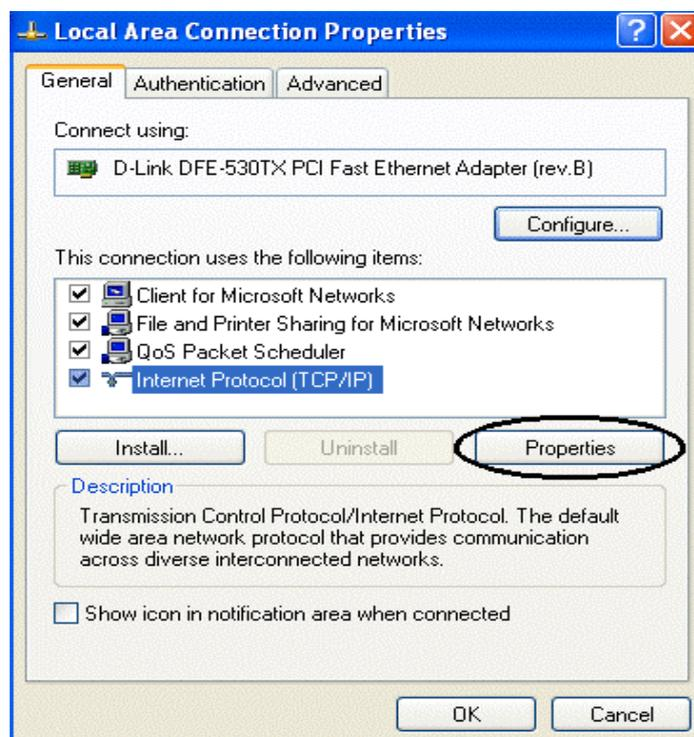 Local Area Connection Properties
General Authentication Advanced
Connect using:
D-Link DFE-530TX PCI Fast Ethernet Adapter (rev.B)
Configure...
This connection uses the following items:
Client for Microsoft Networks
File and Printer Sharing for Microsoft Networks
QoS Packet Scheduler
Internet Protocol (TCP/IP)
Install... Uninstall Properties
Description
Transmission Control Protocol/Internet Protocol. The default
wide area network protocol that provides communication
across diverse interconnected networks.
Show icon in notification area when connected
OK Cancel